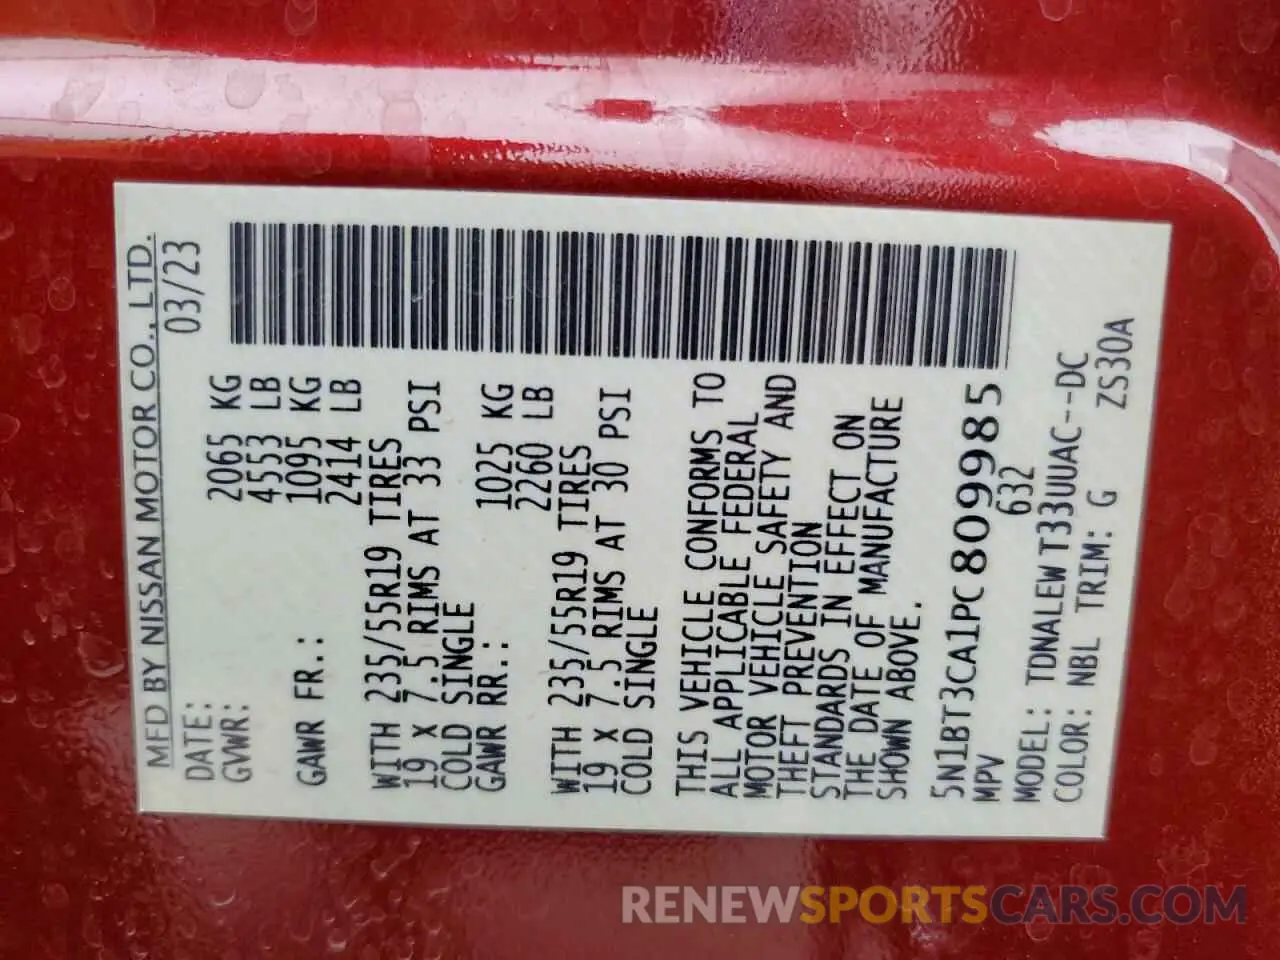 MFD BY NISSAN MOTOR CO., LTD.
DATE: 03/23
GVWR: 2065 KG
4553 LB
GAWR FR.: 1095 KG
2414 LB
WITH 235/55R19 TIRES
19 X 7.5 RIMS AT 33 PSI
COLD SINGLE
GAWR RR.: 1025 KG
2260 LB
WITH 235/55R19 TIRES
19 X 7.5 RIMS AT 30 PSI
COLD SINGLE
THIS VEHICLE CONFORMS TO
ALL APPLICABLE FEDERAL
MOTOR VEHICLE SAFETY AND
THEFT PREVENTION
STANDARDS IN EFFECT ON
THE DATE OF MANUFACTURE
SHOWN ABOVE.
5N1BT3CA1PC809985
MPV 632
MODEL: TDNALEW T33UUAC--DC
COLOR: NBL TRIM: G ZS30A
RENEWSPORTSCARS.COM